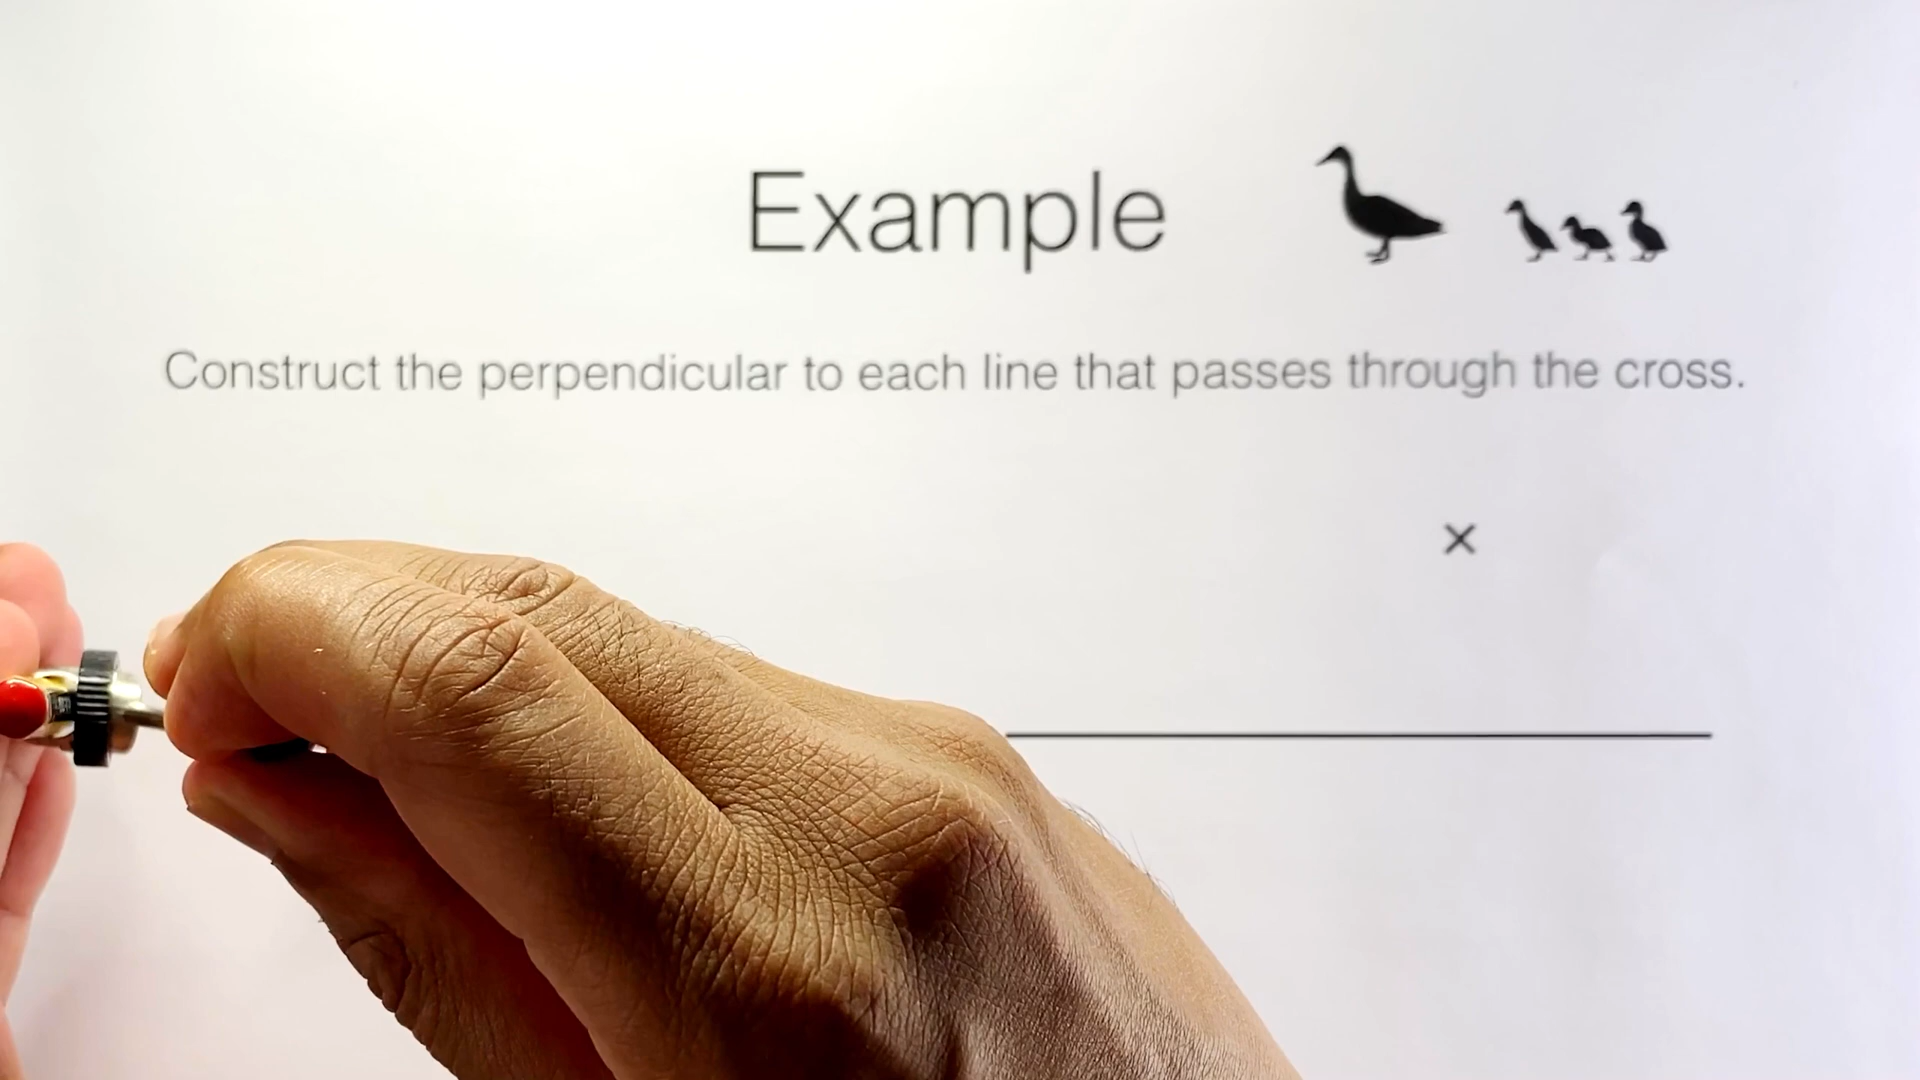 Example
Construct the perpendicular to each line that passes through the cross.